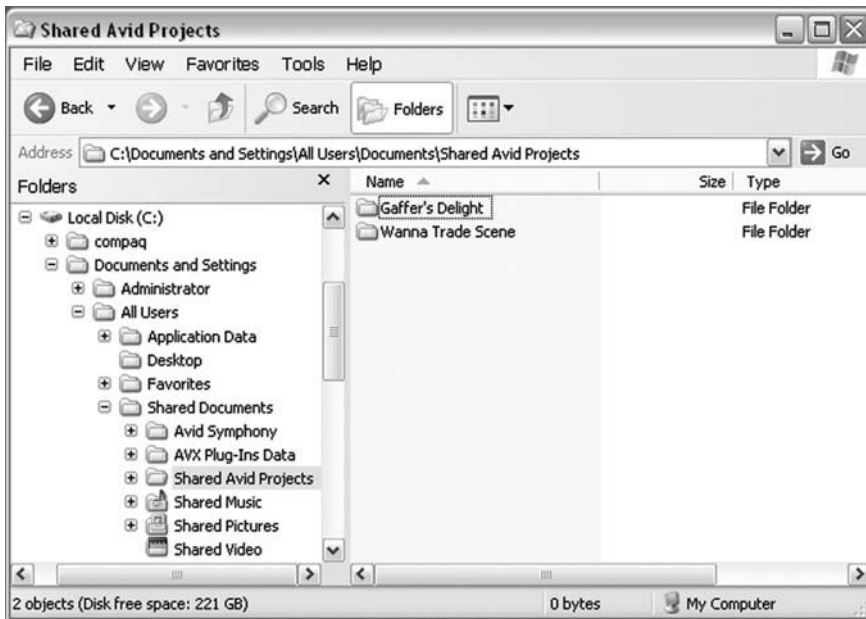 Shared Avid Projects
File Edit View Favorites Tools Help
Back Search Folders
Address C:\Documents and Settings\All Users\Documents\Shared Avid Projects Go
Folders
Name Size Type
Local Disk (C:)
compaq
Documents and Settings
Administrator
All Users
Application Data
Desktop
Favorites
Shared Documents
Avid Symphony
AVX Plug-Ins Data
Shared Avid Projects
Shared Music
Shared Pictures
Shared Video
Gaffer's Delight File Folder
Wanna Trade Scene File Folder
2 objects (Disk free space: 221 GB) 0 bytes My Computer